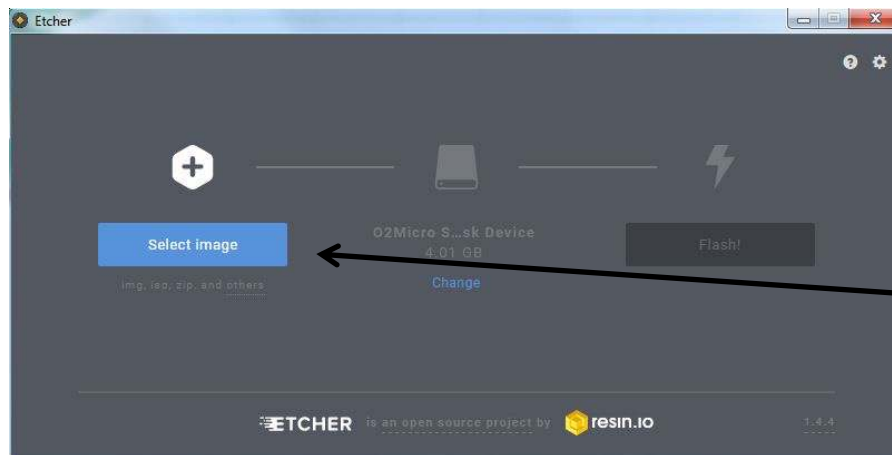 Etcher
Select image
O2Micro S...sk Device
4.01 GB
Change
Flash!
img, iso, zip, and others
ETCHER is an open source project by resin.io
1.4.4